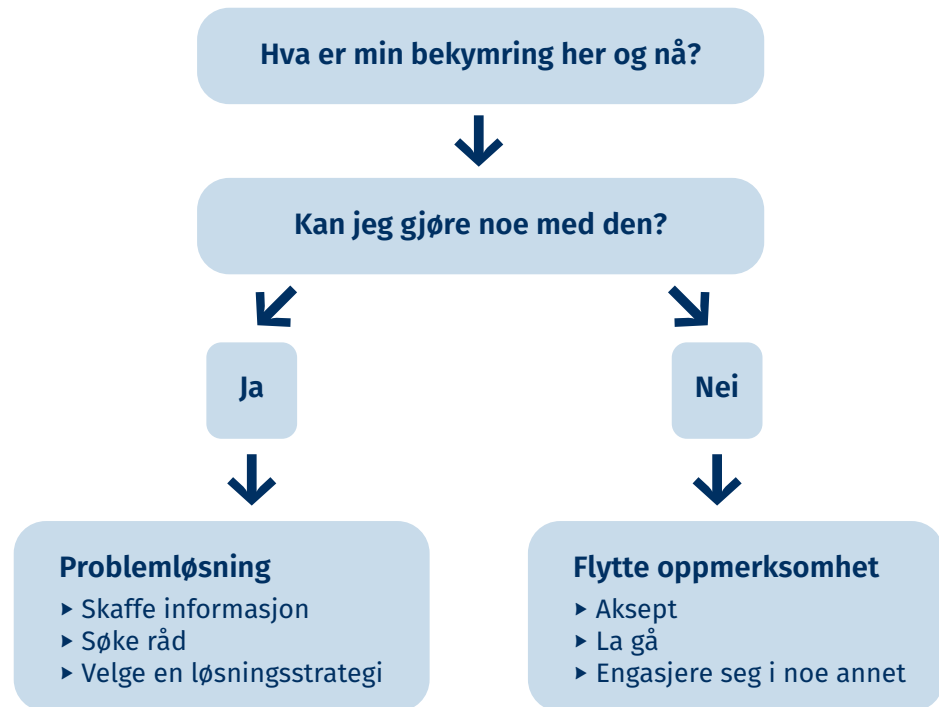 Hva er min bekymring her og nå?
Kan jeg gjøre noe med den?
Ja
Nei
Problemløsning
▸ Skaffe informasjon
▸ Søke råd
▸ Velge en løsningsstrategi
Flytte oppmerksomhet
▸ Aksept
▸ La gå
▸ Engasjere seg i noe annet